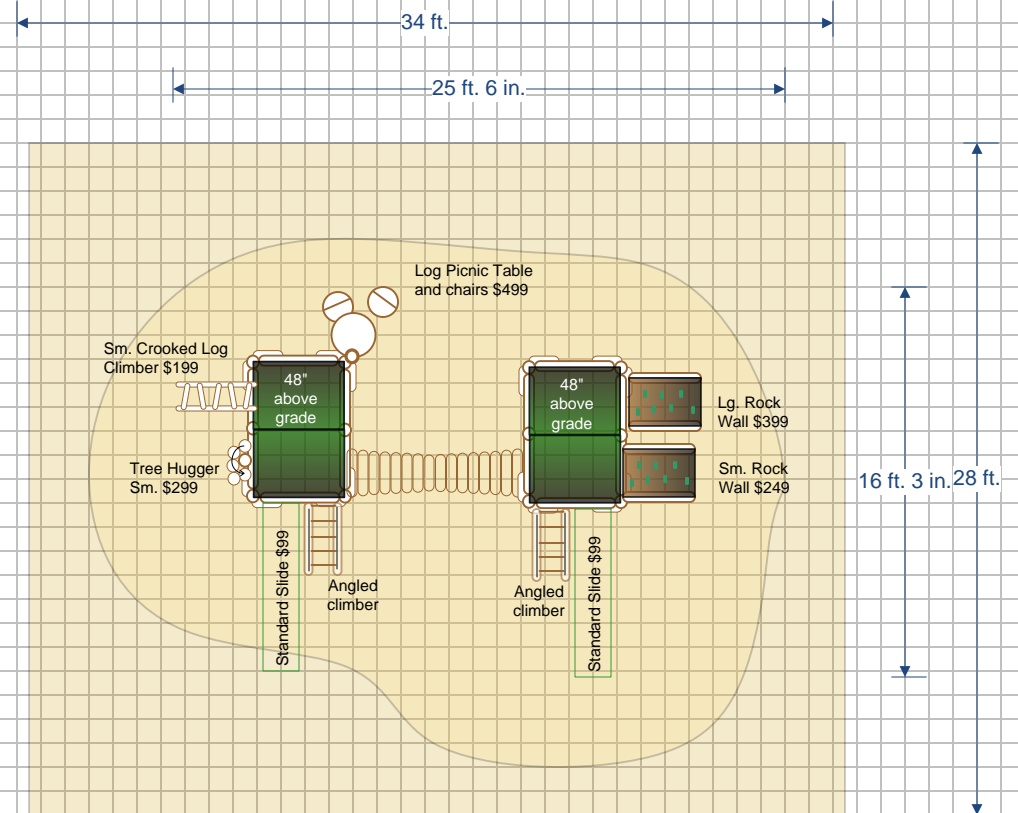 34 ft.
25 ft. 6 in.
Log Picnic Table
and chairs $499
Sm. Crooked Log
Climber $199
48"
above
grade
48"
above
grade
Lg. Rock
Wall $399
Tree Hugger
Sm. $299
Sm. Rock
Wall $249
16 ft. 3 in.
28 ft.
Standard Slide $99
Angled
climber
Angled
climber
Standard Slide $99